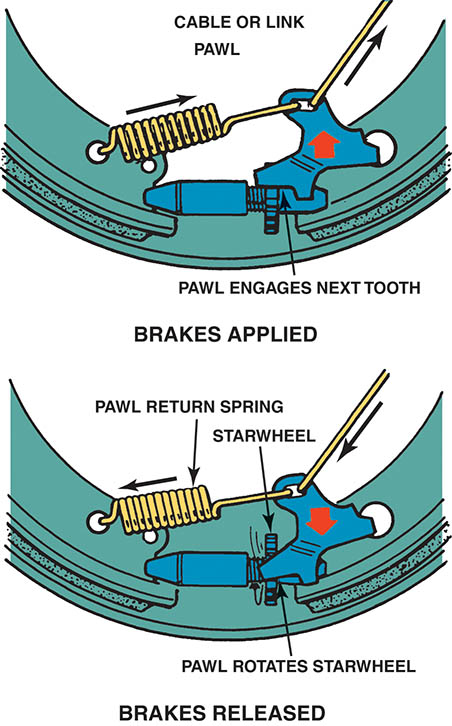 CABLE OR LINK
PAWL
PAWL ENGAGES NEXT TOOTH
BRAKES APPLIED
PAWL RETURN SPRING
STARWHEEL
PAWL ROTATES STARWHEEL
BRAKES RELEASED